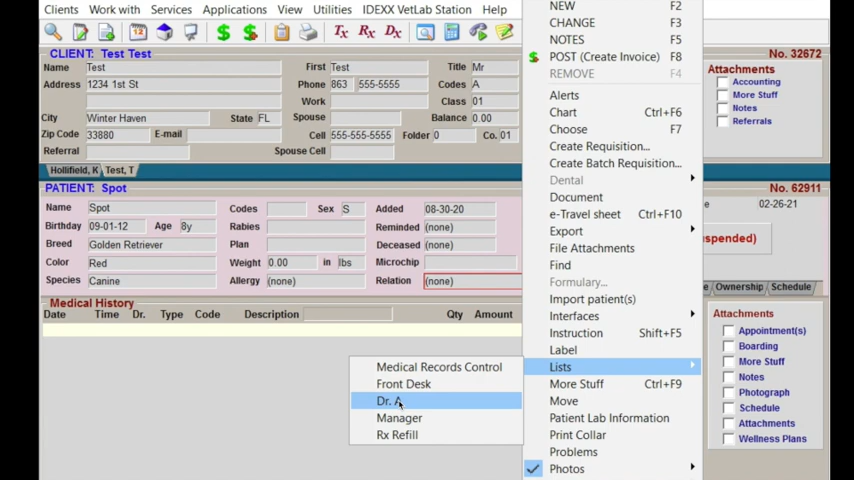 Clients Work with Services Applications View Utilities IDEXX VetLab Station Help
12 $ $ Tx Rx Dx
CLIENT: Test Test
No. 32672
Name Test First Test Title Mr
Address 1234 1st St Phone 863 555-5555 Codes A
Work Class 01
City Winter Haven State FL Spouse Balance 0.00
Zip Code 33880 E-mail Cell 555-555-5555 Folder 0 Co. 01
Referral Spouse Cell
Attachments
Accounting
More Stuff
Notes
Referrals
Hollifield, K Test, T
PATIENT: Spot
No. 62911
Name Spot Codes Sex S Added 08-30-20
02-26-21
Birthday 09-01-12 Age 8y Rabies Reminded (none)
Breed Golden Retriever Plan Deceased (none)
Color Red Weight 0.00 in lbs Microchip
Species Canine Allergy (none) Relation (none)
spended)
Ownership Schedule
Medical History
Date Time Dr. Type Code Description Qty Amount
Attachments
Appointment(s)
Boarding
More Stuff
Notes
Photograph
Schedule
Attachments
Wellness Plans
NEW F2
CHANGE F3
NOTES F5
$ POST (Create Invoice) F8
REMOVE F4
Alerts
Chart Ctrl+F6
Choose F7
Create Requisition...
Create Batch Requisition...
Dental
Document
e-Travel sheet Ctrl+F10
Export
File Attachments
Find
Formulary...
Import patient(s)
Interfaces
Instruction Shift+F5
Label
Lists
More Stuff Ctrl+F9
Move
Patient Lab Information
Print Collar
Problems
Photos
Medical Records Control
Front Desk
Dr. A
Manager
Rx Refill